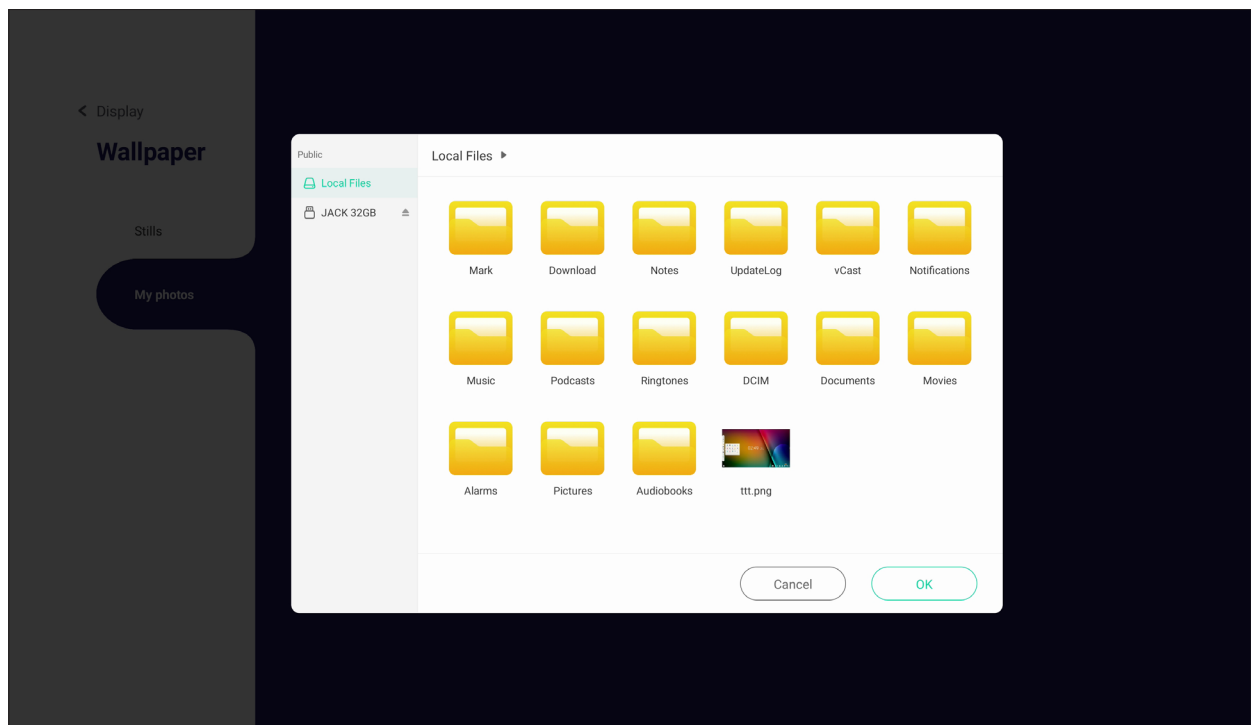 Display
Wallpaper
Stills
My photos
Public
Local Files
JACK 32GB
Local Files
Mark
Download
Notes
UpdateLog
vCast
Notifications
Music
Podcasts
Ringtones
DCIM
Documents
Movies
Alarms
Pictures
Audiobooks
ttt.png
Cancel
OK